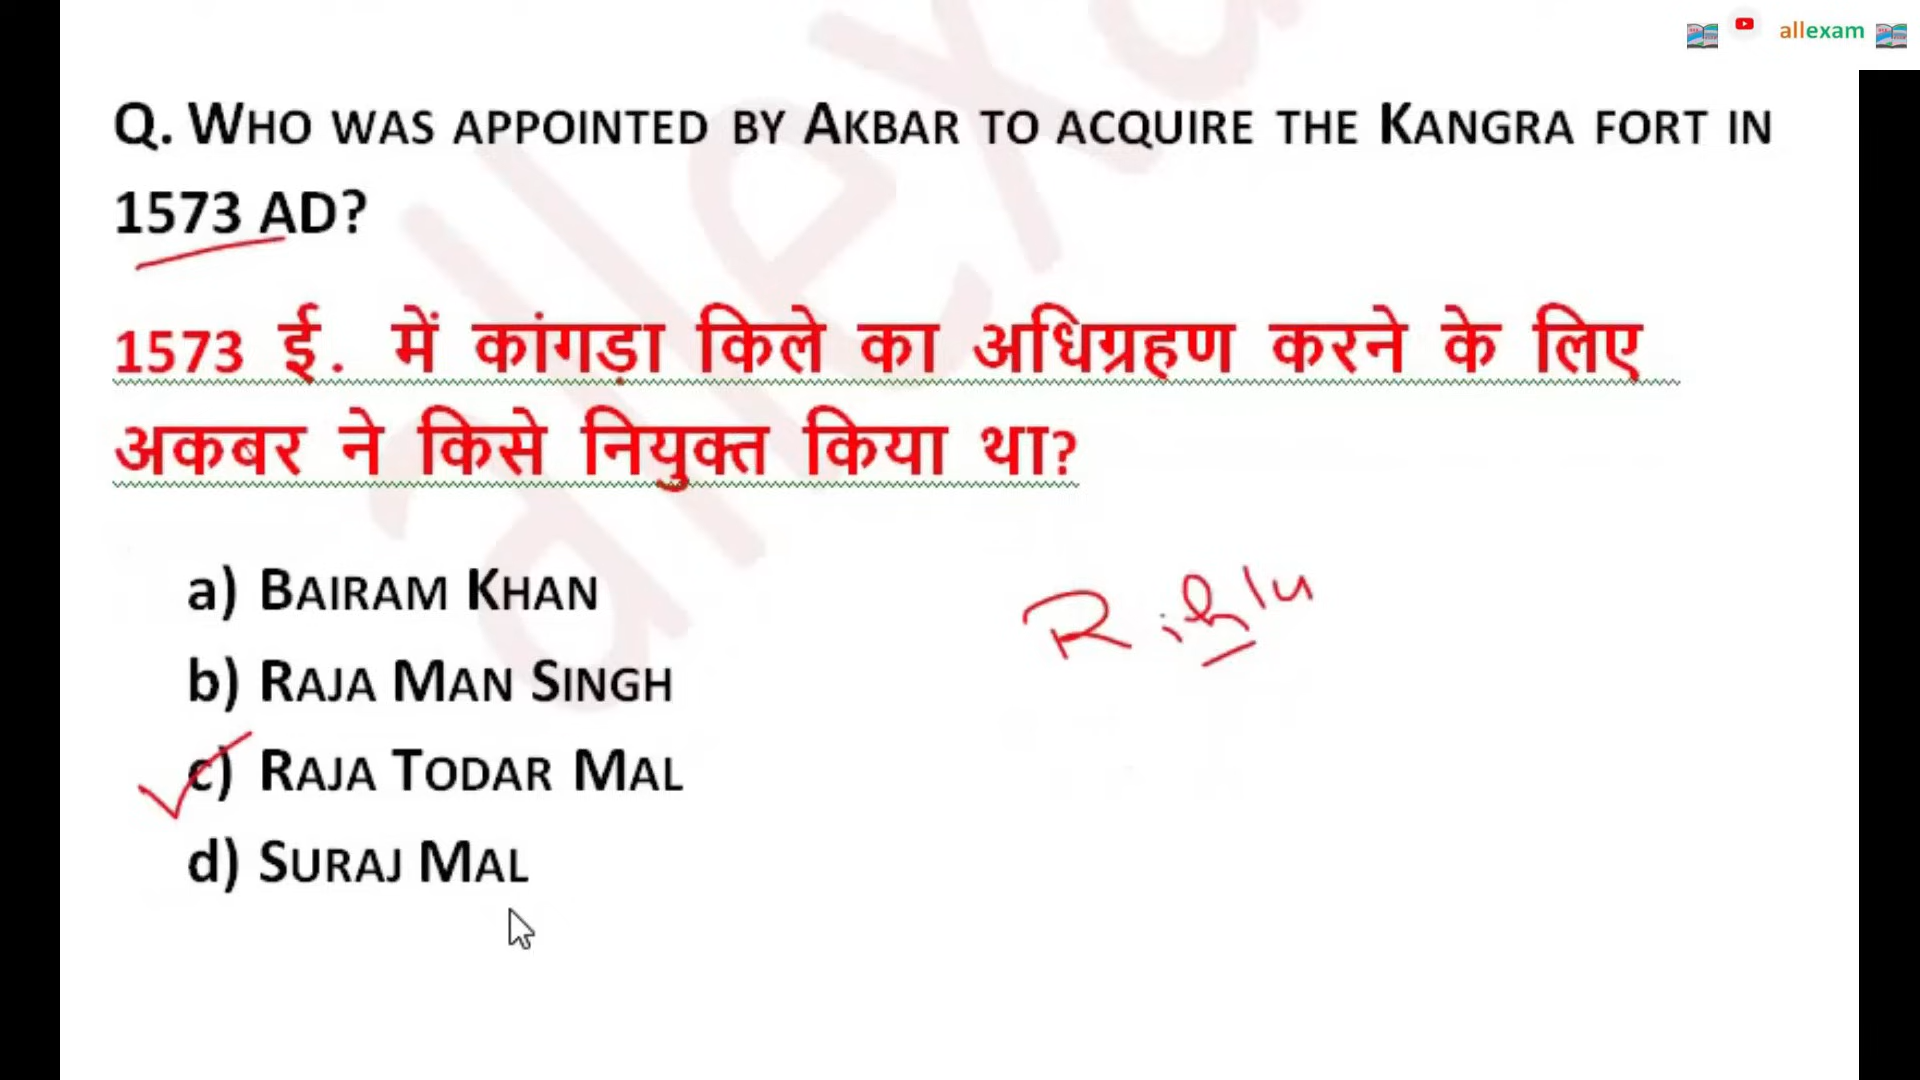 allexam
Q. WHO WAS APPOINTED BY AKBAR TO ACQUIRE THE KANGRA FORT IN
1573 AD?
1573 ई. में कांगड़ा किले का अधिग्रहण करने के लिए
अकबर ने किसे नियुक्त किया था?
a) BAIRAM KHAN
Rihlu
b) RAJA MAN SINGH
c) RAJA TODAR MAL
d) SURAJ MAL